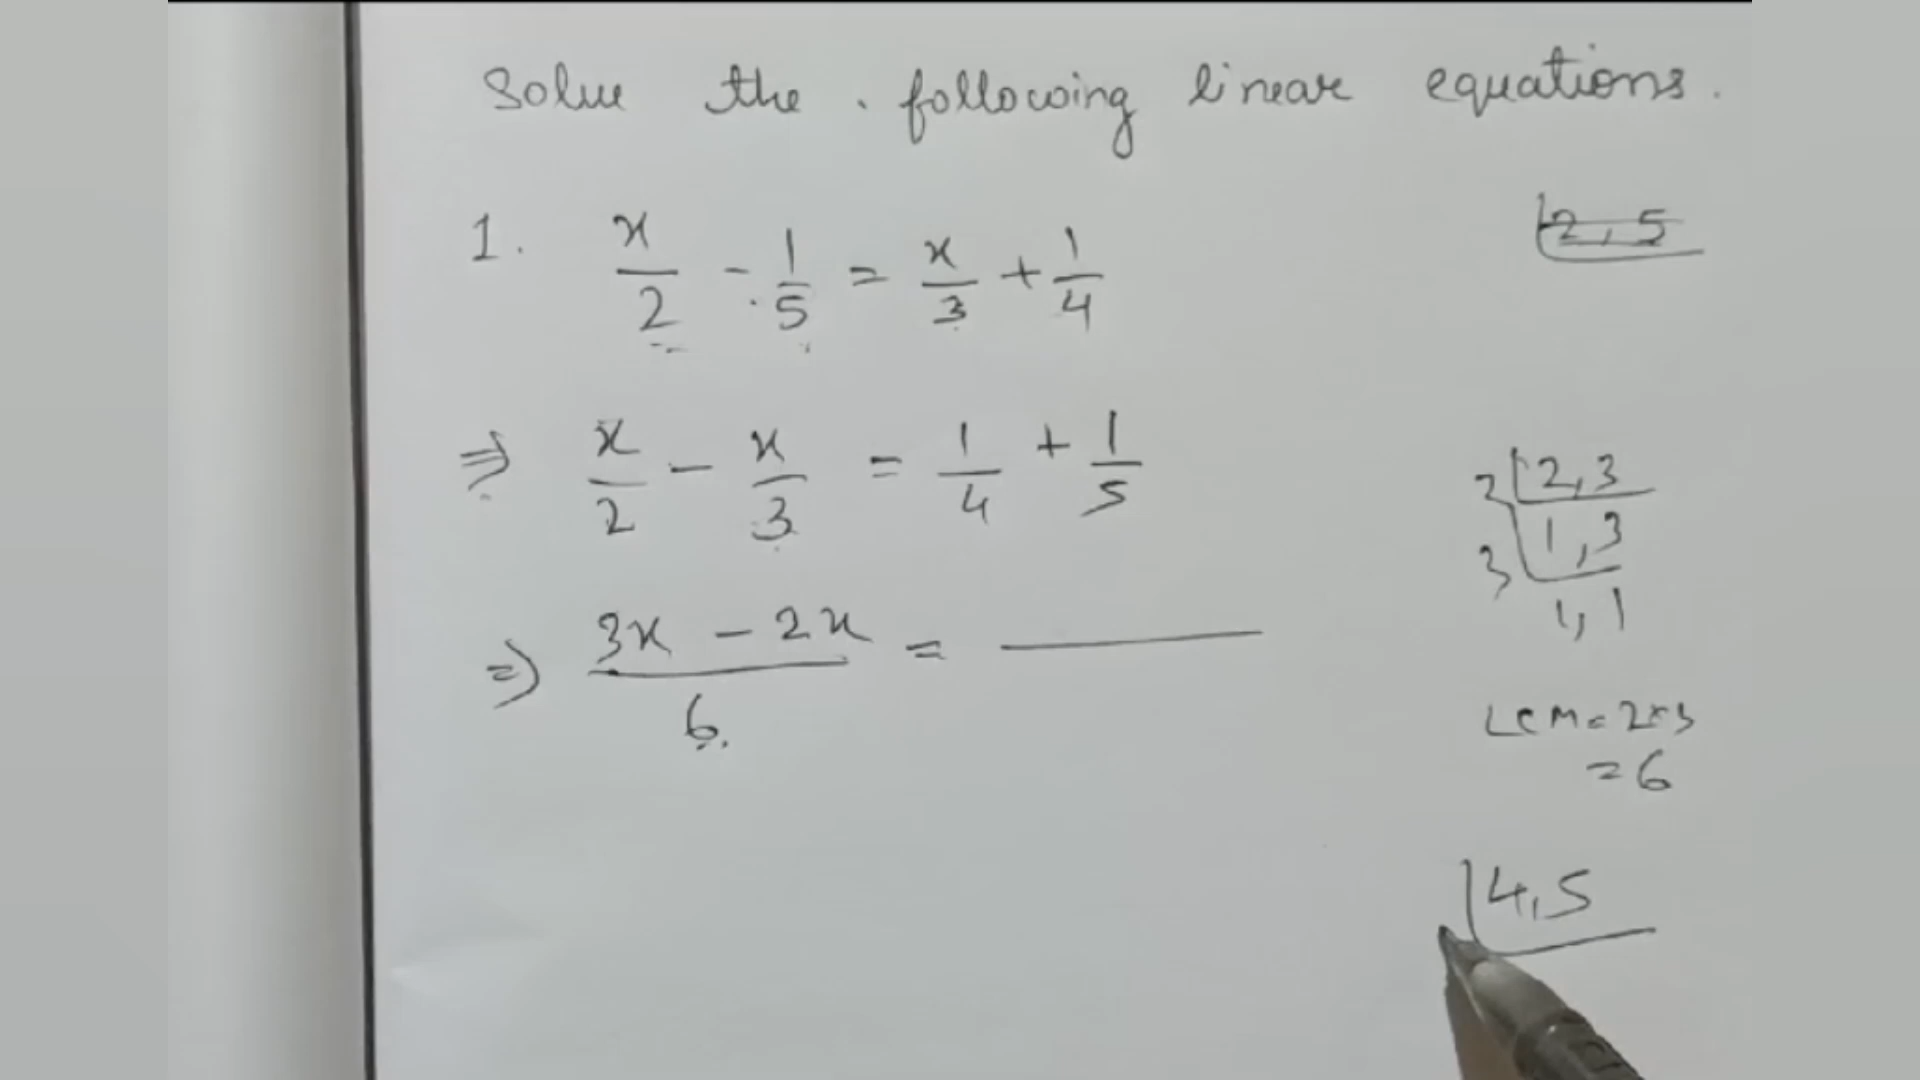 Solve the following linear equations.
1. x/2 - 1/5 = x/3 + 1/4
2, 5
⇒ x/2 - x/3 = 1/4 + 1/5
2 | 2, 3
3 | 1, 3
1, 1
⇒ 3x - 2x / 6 =
LCM = 2×3
= 6
4, 5